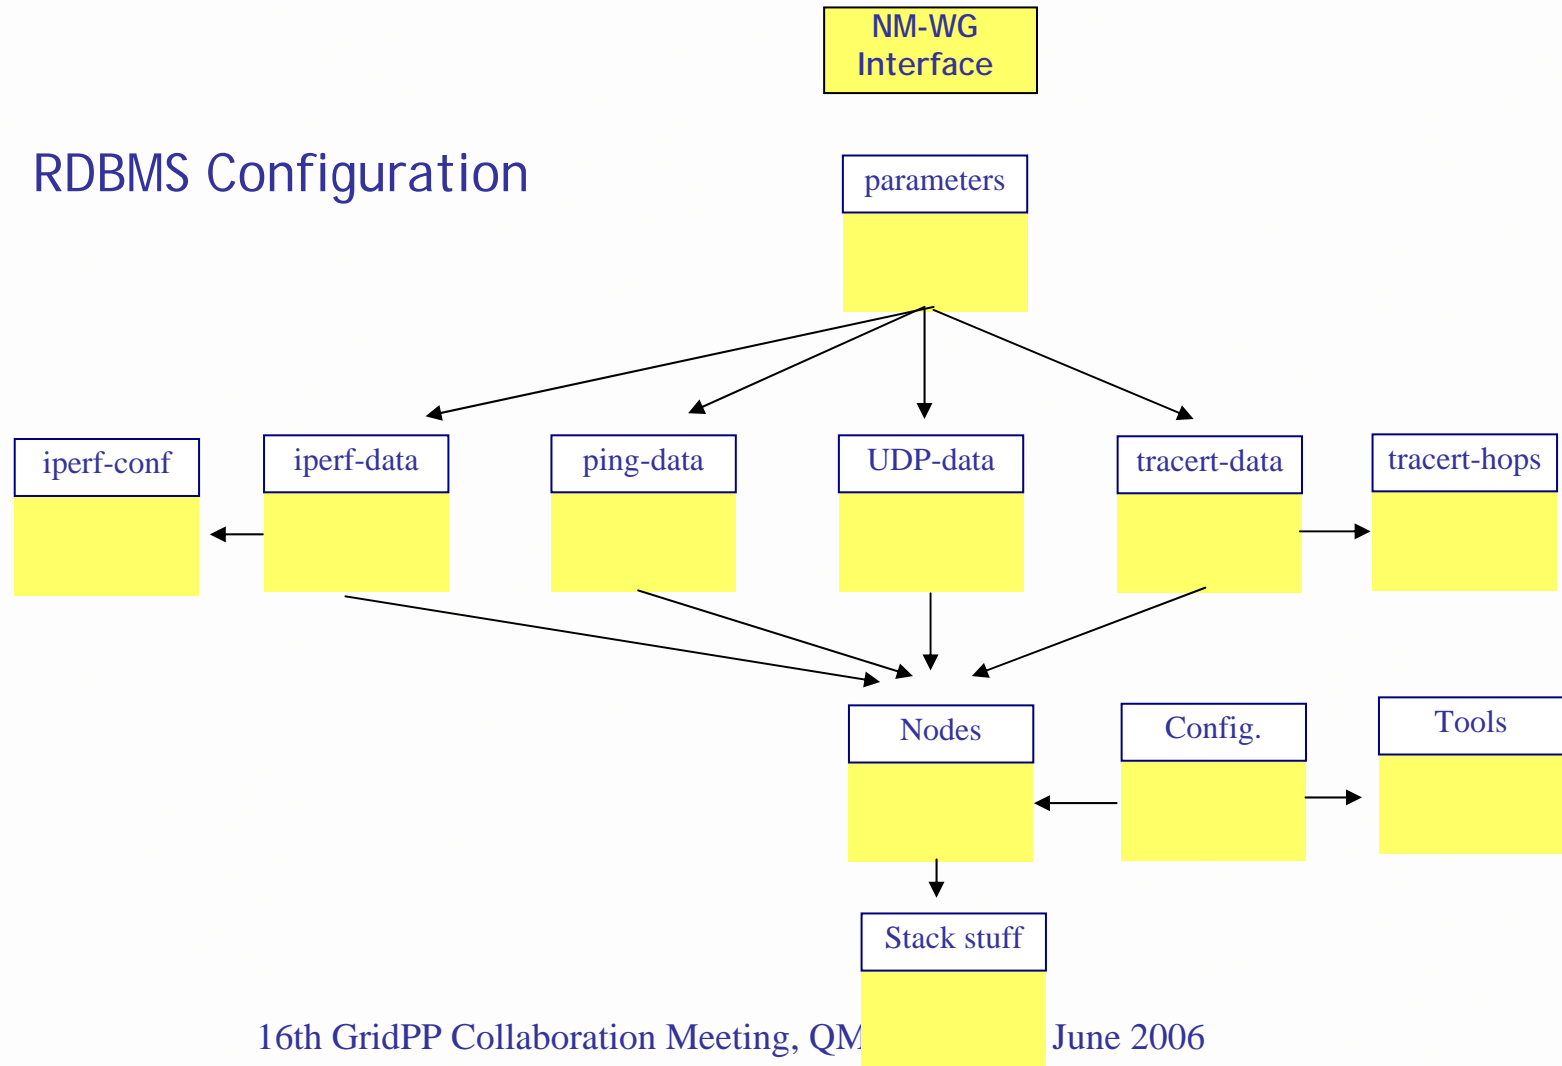 NM-WG
Interface
RDBMS Configuration
parameters
iperf-conf
iperf-data
ping-data
UDP-data
tracert-data
tracert-hops
Nodes
Config.
Tools
Stack stuff
16th GridPP Collaboration Meeting, QM June 2006